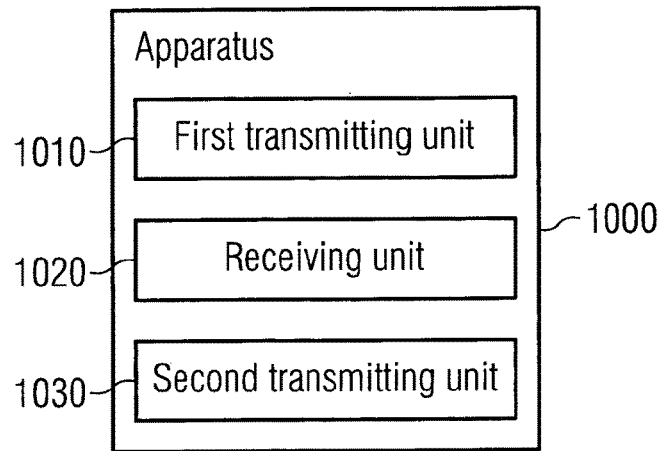 Apparatus
1010
First transmitting unit
1000
1020
Receiving unit
1030
Second transmitting unit